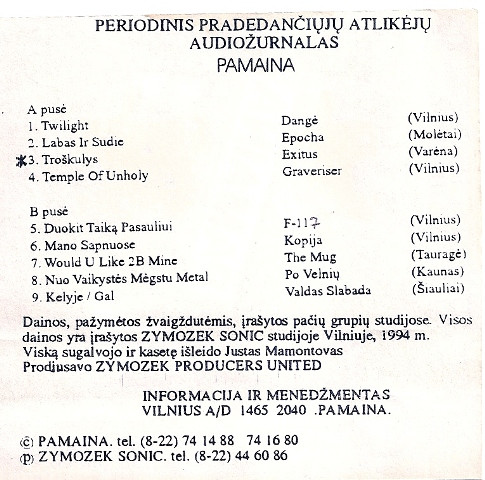 PERIODINIS PRADEDANČIŲJŲ ATLIKĖJŲ
AUDIOŽURNALAS
PAMAINA
A pusė
1. Twilight Dangė (Vilnius)
2. Labas Ir Sudie Epocha (Molėtai)
*3. Troškulys Exitus (Varėna)
4. Temple Of Unholy Graveriser (Vilnius)
B pusė
5. Duokit Taiką Pasauliui F-117 (Vilnius)
6. Mano Sapnuose Kopija (Vilnius)
7. Would U Like 2B Mine The Mug (Tauragė)
8. Nuo Vaikystės Mėgstu Metal Po Velnių (Kaunas)
9. Kelyje / Gal Valdas Slabada (Šiauliai)
Dainos, pažymėtos žvaigždutėmis, įrašytos pačių grupių studijose. Visos
dainos yra įrašytos ZYMOZEK SONIC studijoje Vilniuje, 1994 m.
Viską sugalvojo ir kasetę išleido Justas Mamontovas
Prodiusavo ZYMOZEK PRODUCERS UNITED
INFORMACIJA IR MENEDŽMENTAS
VILNIUS A/D 1465 2040 .PAMAINA.
(c) PAMAINA. tel. (8-22) 74 14 88 74 16 80
(p) ZYMOZEK SONIC. tel. (8-22) 44 60 86